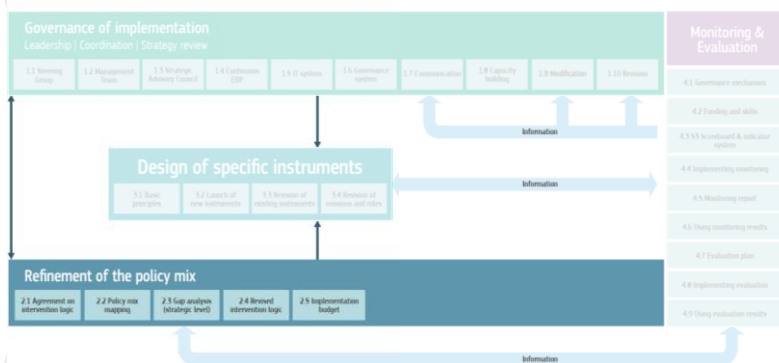 Governance of implementation
Leadership | Coordination | Strategy review
1.1 Steering
Group
1.2 Management
Team
1.3 Strategic
Advisory Council
1.4 Continuous
EDP
1.5 IT system
1.6 Governance
system
1.7 Communication
1.8 Capacity
building
1.9 Modification
1.10 Revision
Monitoring &
Evaluation
4.1 Governance mechanism
4.2 Funding and skills
4.3 S3 Scoreboard & indicator
system
4.4 Implementing monitoring
4.5 Monitoring report
4.6 Using monitoring results
4.7 Evaluation plan
4.8 Implementing evaluation
4.9 Using evaluation results
Information
Design of specific instruments
3.1 Basic
principles
3.2 Launch of
new instruments
3.3 Revision of
existing instruments
3.4 Revision of
missions and roles
Information
Refinement of the policy mix
2.1 Agreement on
intervention logic
2.2 Policy mix
mapping
2.3 Gap analysis
(strategic level)
2.4 Revised
intervention logic
2.5 Implementation
budget
Information